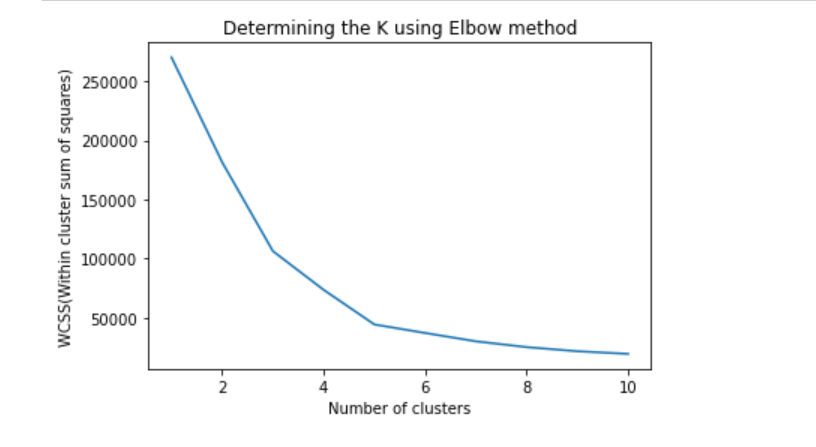 Determining the K using Elbow method
WCSS(Within cluster sum of squares)
250000
200000
150000
100000
50000
2 4 6 8 10
Number of clusters